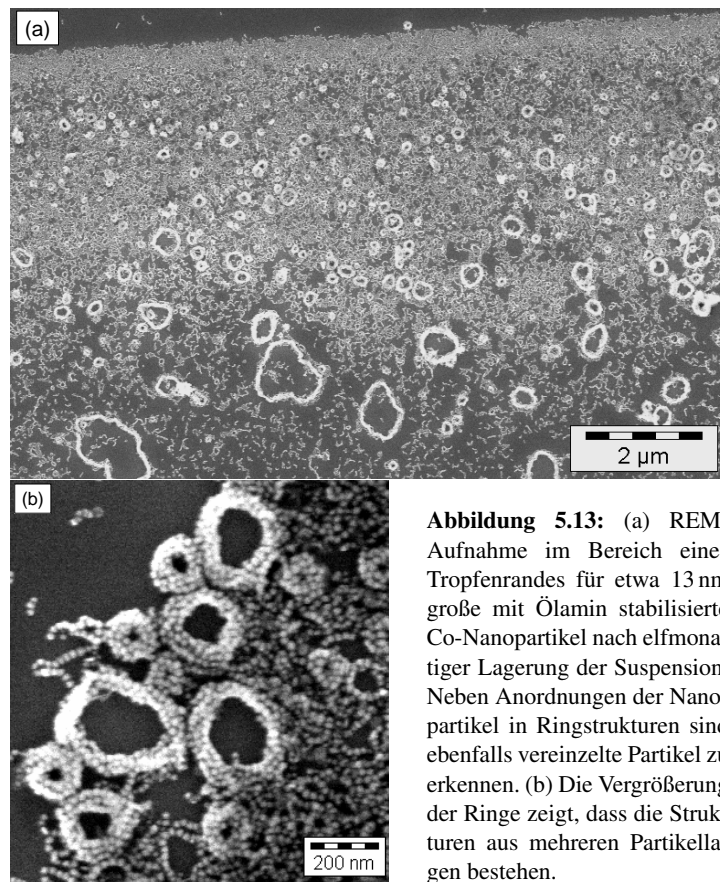 (a)
2 µm
(b)
200 nm
Abbildung 5.13: (a) REM
Aufnahme im Bereich eine
Tropfenrandes für etwa 13 nm
große mit Ölamin stabilisierte
Co-Nanopartikel nach elfmona
tiger Lagerung der Suspension
Neben Anordnungen der Nano
partikel in Ringstrukturen sind
ebenfalls vereinzelte Partikel zu
erkennen. (b) Die Vergrößerung
der Ringe zeigt, dass die Struk
turen aus mehreren Partikella
gen bestehen.